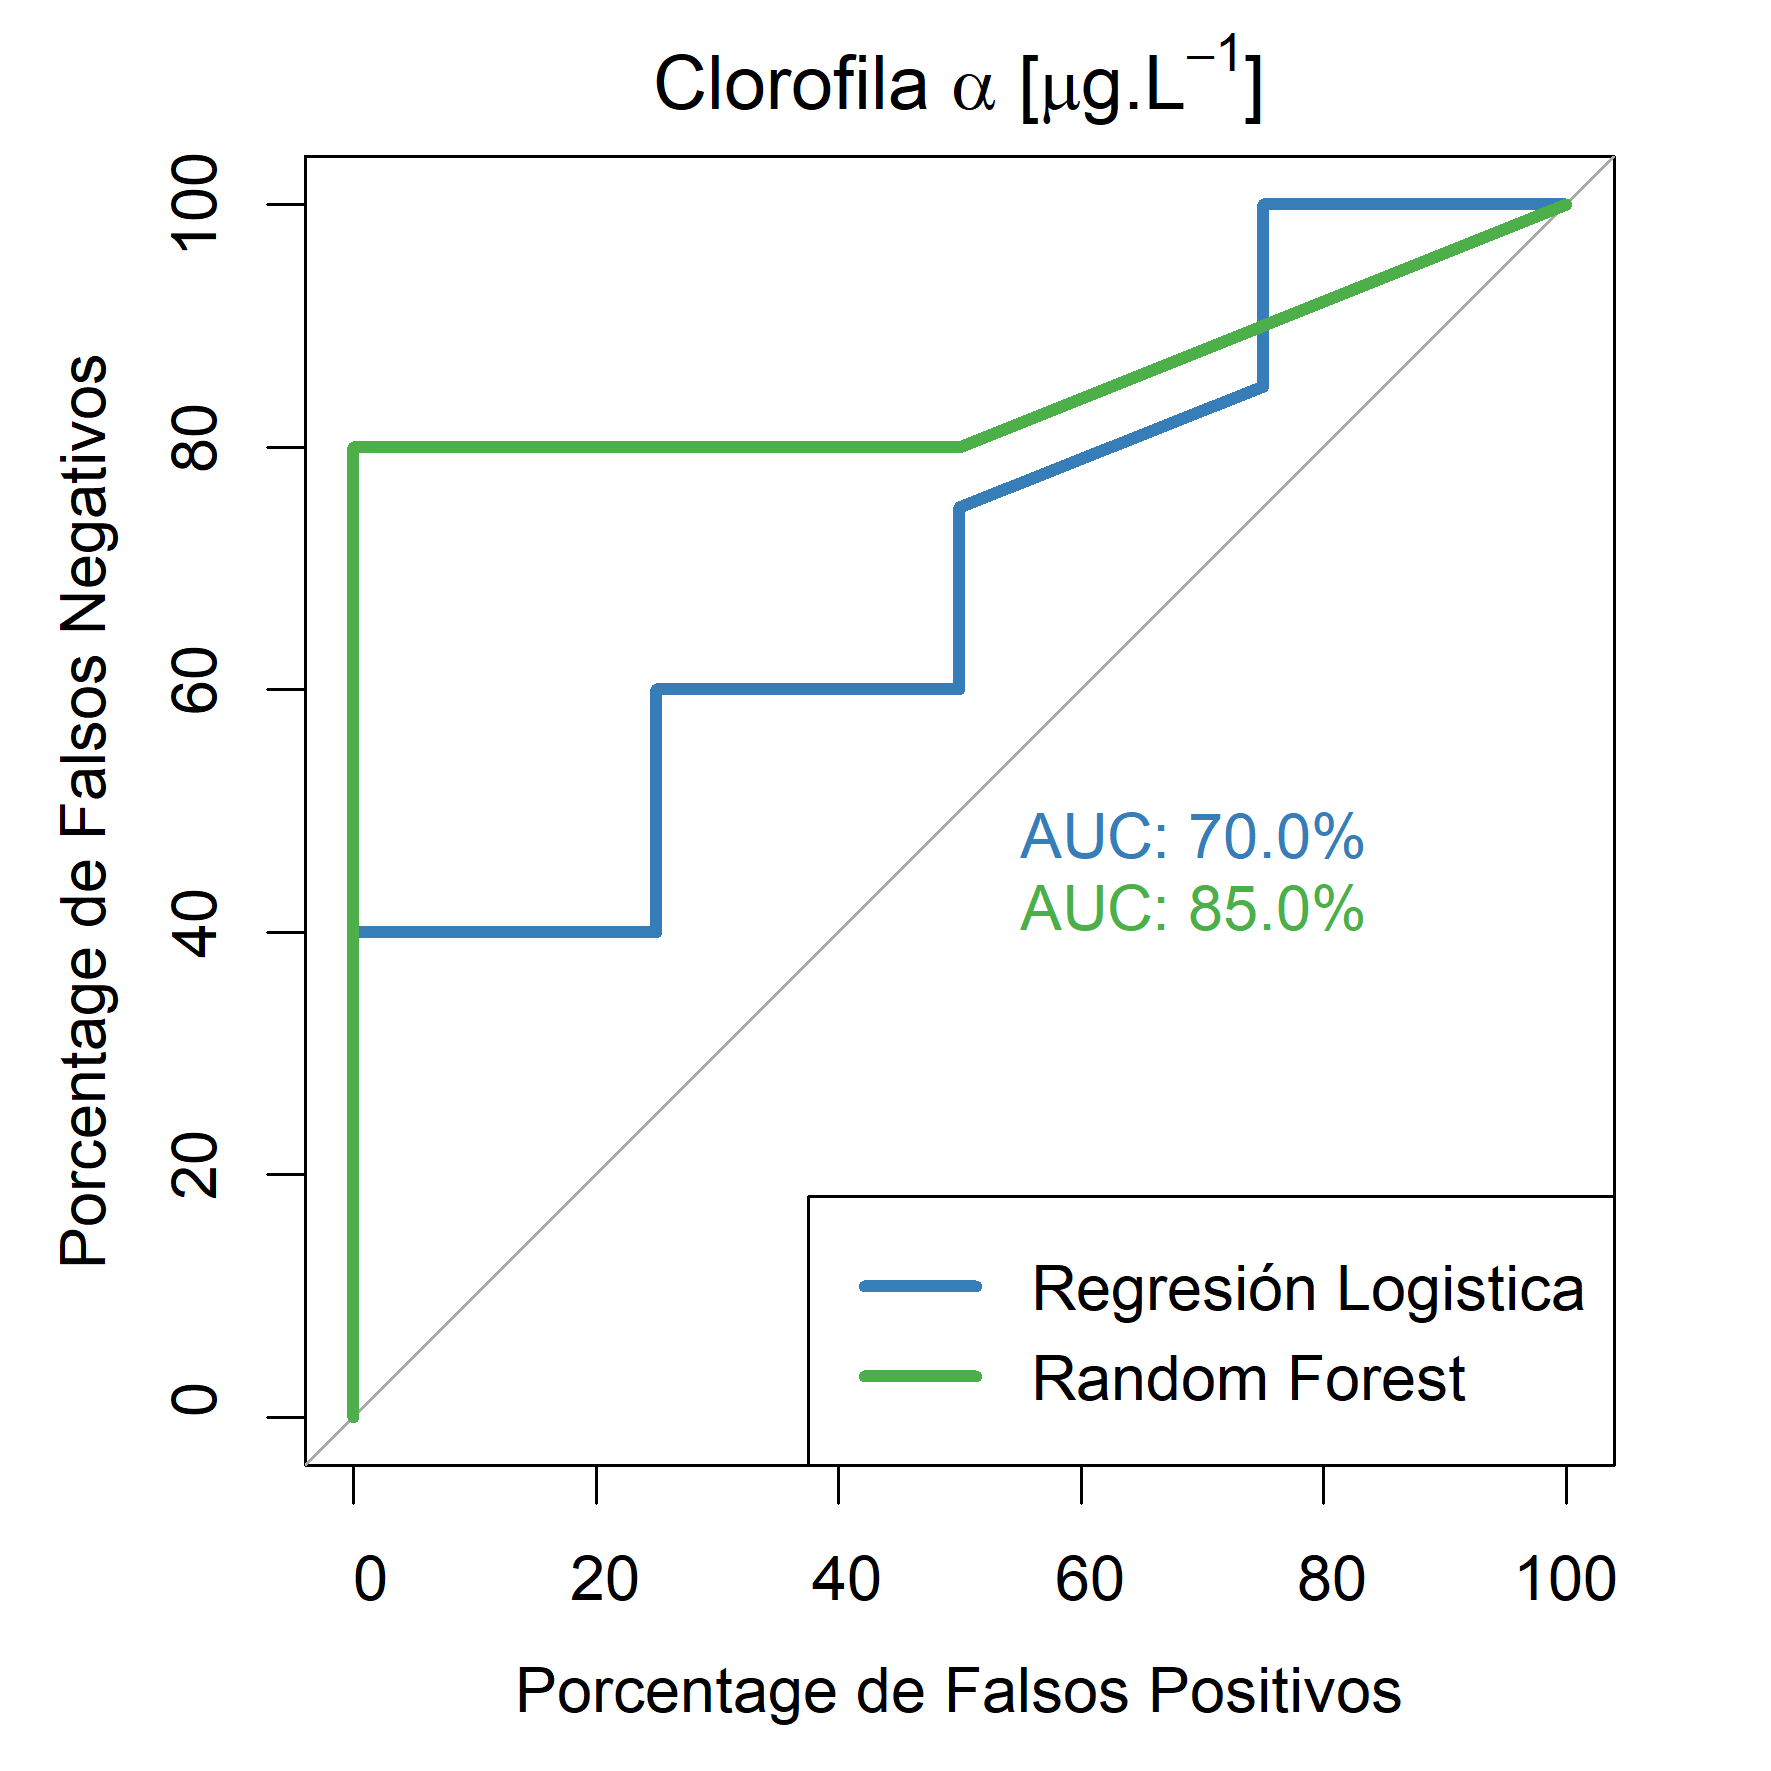 Clorofila α [μg.L⁻¹]
Porcentage de Falsos Negativos
100
80
60
40
20
0
AUC: 70.0%
AUC: 85.0%
Regresión Logistica
Random Forest
0 20 40 60 80 100
Porcentage de Falsos Positivos